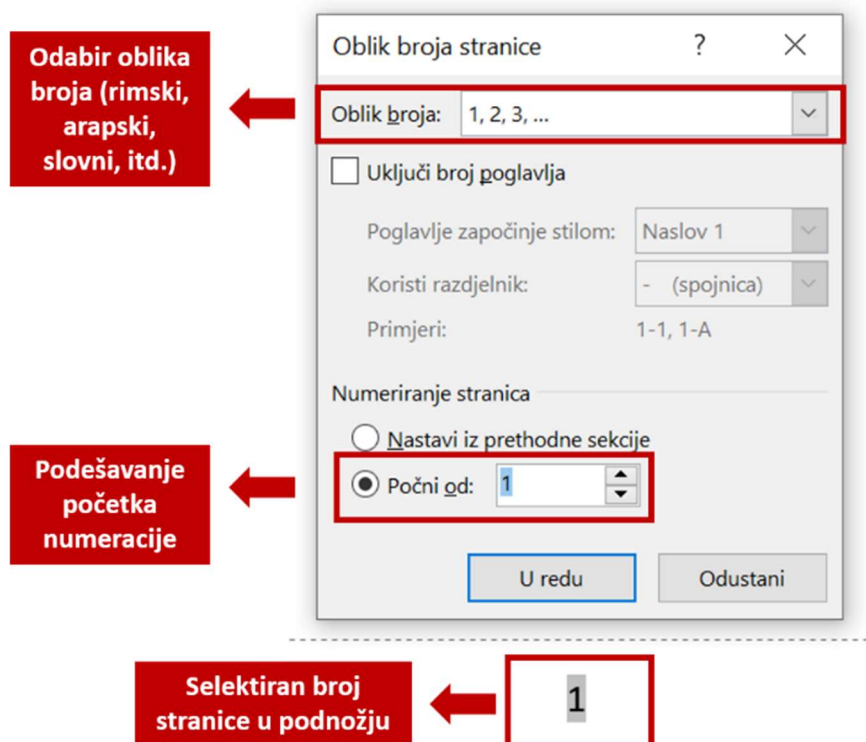 Oblik broja stranice ? ×
Odabir oblika
broja (rimski,
arapski,
slovni, itd.)
Oblik broja: 1, 2, 3, ...
Uključi broj poglavlja
Poglavlje započinje stilom: Naslov 1
Koristi razdjelnik: - (spojnica)
Primjeri: 1-1, 1-A
Numeriranje stranica
Nastavi iz prethodne sekcije
Podešavanje
početka
numeracije
Počni od: 1
U redu Odustani
Selektiran broj
stranice u podnožju
1